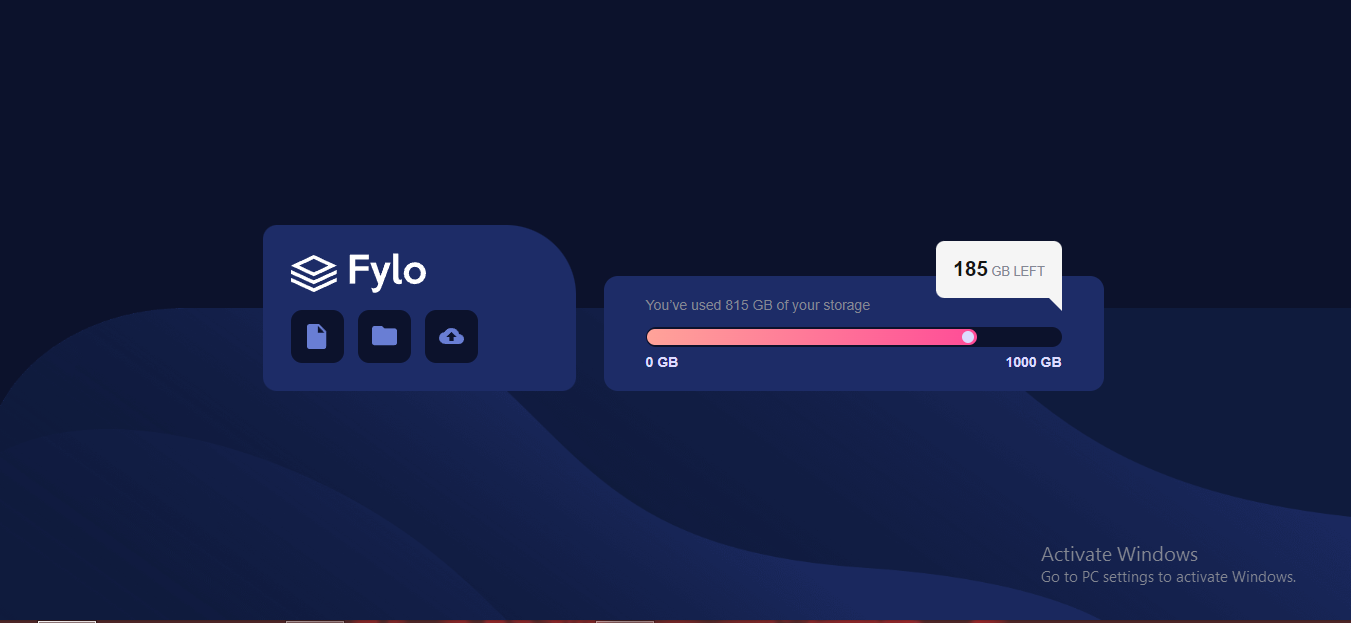 Fylo
185 GB LEFT
You've used 815 GB of your storage
0 GB
1000 GB
Activate Windows
Go to PC settings to activate Windows.